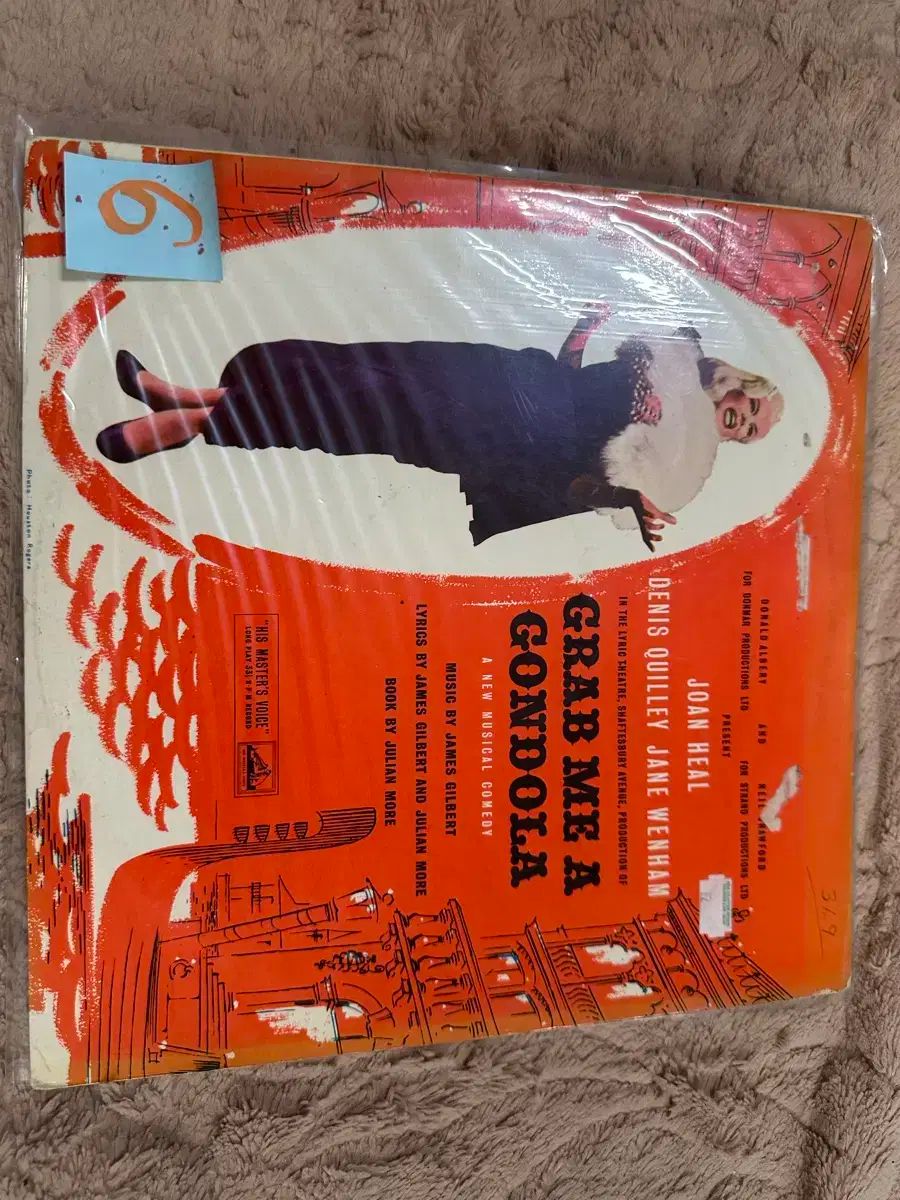 6
DONALD ALBERY AND NEIL CRAWFORD
FOR DONMAR PRODUCTIONS LTD FOR STRAND PRODUCTIONS LTD
PRESENT
JOAN HEAL
DENIS QUILLEY JANE WENHAM
IN THE LYRIC THEATRE, SHAFTESBURY AVENUE, PRODUCTION OF
GRAB ME A
GONDOLA
A NEW MUSICAL COMEDY
MUSIC BY JAMES GILBERT
LYRICS BY JAMES GILBERT AND JULIAN MORE
BOOK BY JULIAN MORE
"HIS MASTER'S VOICE"
LONG PLAY 33⅓ R·P·M RECORD
Photo: Houston Rogers